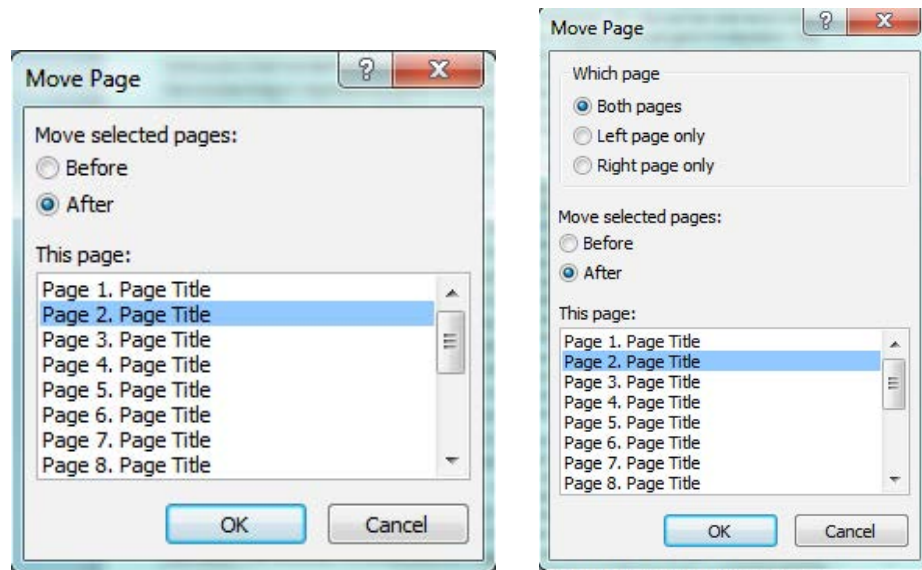 Move Page
Move selected pages:
Before
After
This page:
Page 1. Page Title
Page 2. Page Title
Page 3. Page Title
Page 4. Page Title
Page 5. Page Title
Page 6. Page Title
Page 7. Page Title
Page 8. Page Title
OK Cancel
Move Page
Which page
Both pages
Left page only
Right page only
Move selected pages:
Before
After
This page:
Page 1. Page Title
Page 2. Page Title
Page 3. Page Title
Page 4. Page Title
Page 5. Page Title
Page 6. Page Title
Page 7. Page Title
Page 8. Page Title
OK Cancel